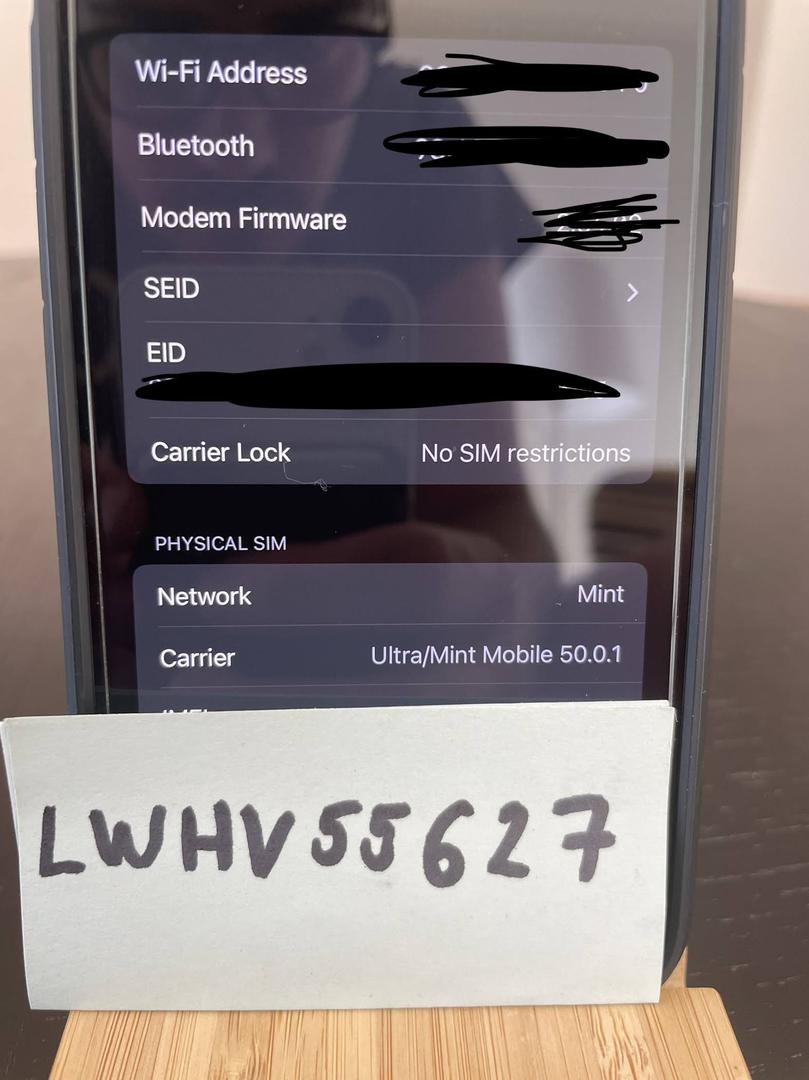 Wi-Fi Address
Bluetooth
Modem Firmware
SEID
EID
Carrier Lock No SIM restrictions
PHYSICAL SIM
Network Mint
Carrier Ultra/Mint Mobile 50.0.1
LWHV55627